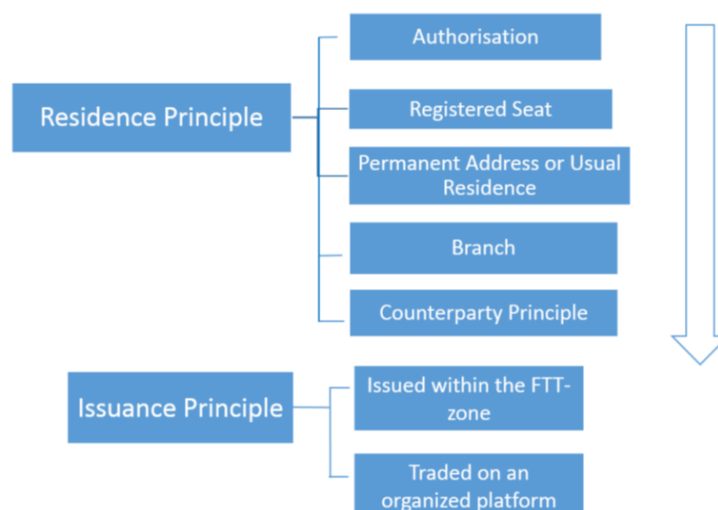 Residence Principle
Authorisation
Registered Seat
Permanent Address or Usual
Residence
Branch
Counterparty Principle
Issuance Principle
Issued within the FTT-
zone
Traded on an
organized platform